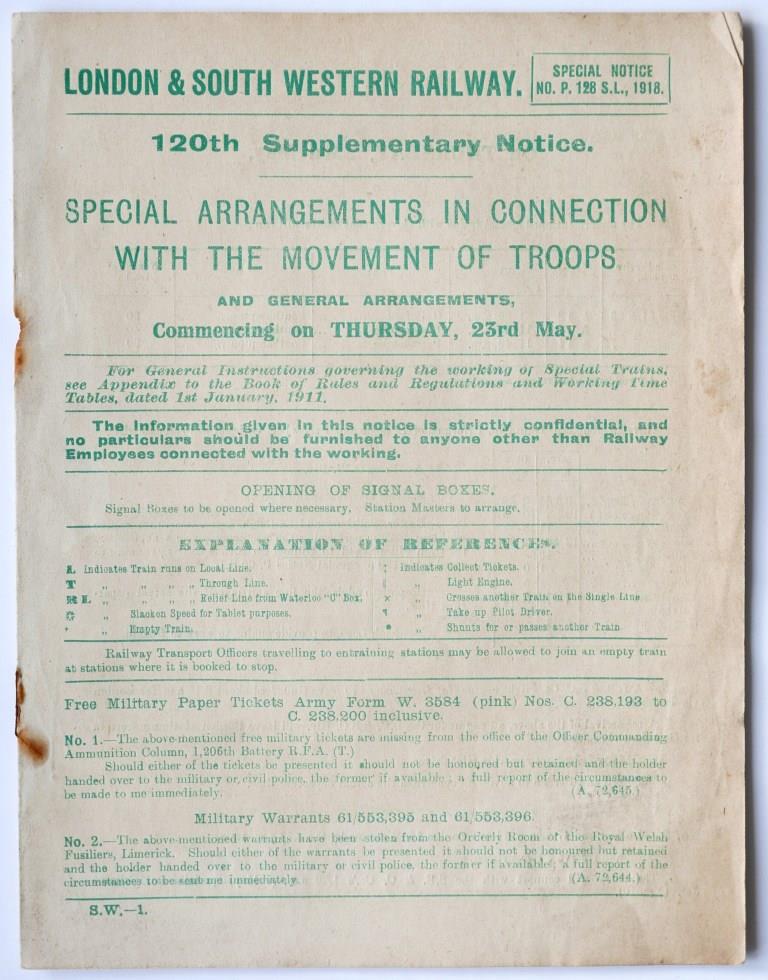 LONDON & SOUTH WESTERN RAILWAY.
SPECIAL NOTICE
NO. P. 128 S.L., 1918.
120th Supplementary Notice.
SPECIAL ARRANGEMENTS IN CONNECTION
WITH THE MOVEMENT OF TROOPS
AND GENERAL ARRANGEMENTS,
Commencing on THURSDAY, 23rd May.
For General Instructions governing the working of Special Trains,
see Appendix to the Book of Rules and Regulations and Working Time
Tables, dated 1st January, 1911.
The information given in this notice is strictly confidential, and
no particulars should be furnished to anyone other than Railway
Employees connected with the working.
OPENING OF SIGNAL BOXES.
Signal Boxes to be opened where necessary. Station Masters to arrange.
EXPLANATION OF REFERENCES.
L Indicates Train runs on Local Line.
T „ „ „ „ Through Line.
RL „ „ „ „ Relief Line from Waterloo "C" Box.
G „ Slacken Speed for Tablet purposes.
„ Empty Train.
Indicates Collect Tickets.
„ Light Engine.
× „ Crosses another Train on the Single Line
¶ „ Take up Pilot Driver.
„ Shunts for or passes another Train
Railway Transport Officers travelling to entraining stations may be allowed to join an empty train
at stations where it is booked to stop.
Free Military Paper Tickets Army Form W. 3584 (pink) Nos. C. 238,193 to
C. 238,200 inclusive.
No. 1.—The above-mentioned free military tickets are missing from the office of the Officer Commanding
Ammunition Column, 1,206th Battery R.F.A. (T.)
Should either of the tickets be presented it should not be honoured but retained and the holder
handed over to the military or civil police, the former if available; a full report of the circumstances to
be made to me immediately. (A. 72,645.)
Military Warrants 61/553,395 and 61/553,396.
No. 2.—The above-mentioned warrants have been stolen from the Orderly Room of the Royal Welsh
Fusiliers, Limerick. Should either of the warrants be presented it should not be honoured but retained
and the holder handed over to the military or civil police, the former if available; a full report of the
circumstances to be sent me immediately. (A. 72,644.)
S.W.—1.